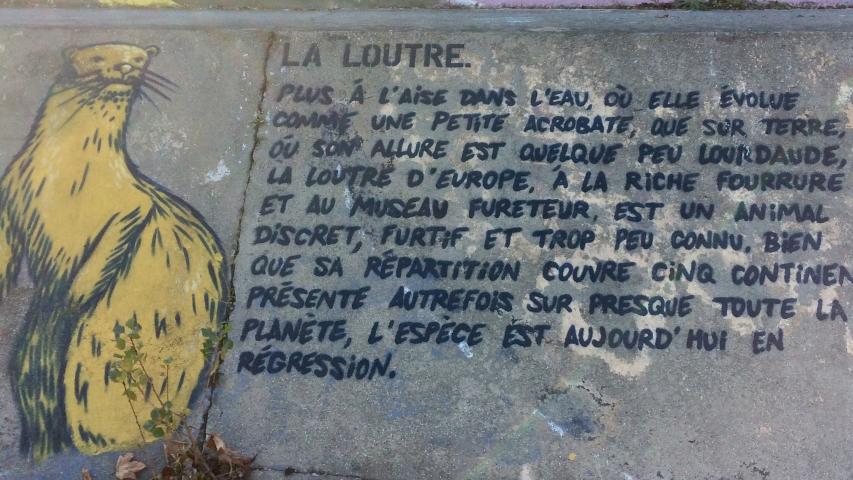 LA LOUTRE.
PLUS À L'AISE DANS L'EAU, OÙ ELLE ÉVOLUE
COMME UNE PETITE ACROBATE, QUE SUR TERRE,
OÙ SON ALLURE EST QUELQUE PEU LOURDAUDE,
LA LOUTRE D'EUROPE, À LA RICHE FOURRURE
ET AU MUSEAU FURETEUR, EST UN ANIMAL
DISCRET, FURTIF ET TROP PEU CONNU. BIEN
QUE SA RÉPARTITION COUVRE CINQ CONTINEN
PRÉSENTE AUTREFOIS SUR PRESQUE TOUTE LA
PLANÈTE, L'ESPÈCE EST AUJOURD'HUI EN
RÉGRESSION.